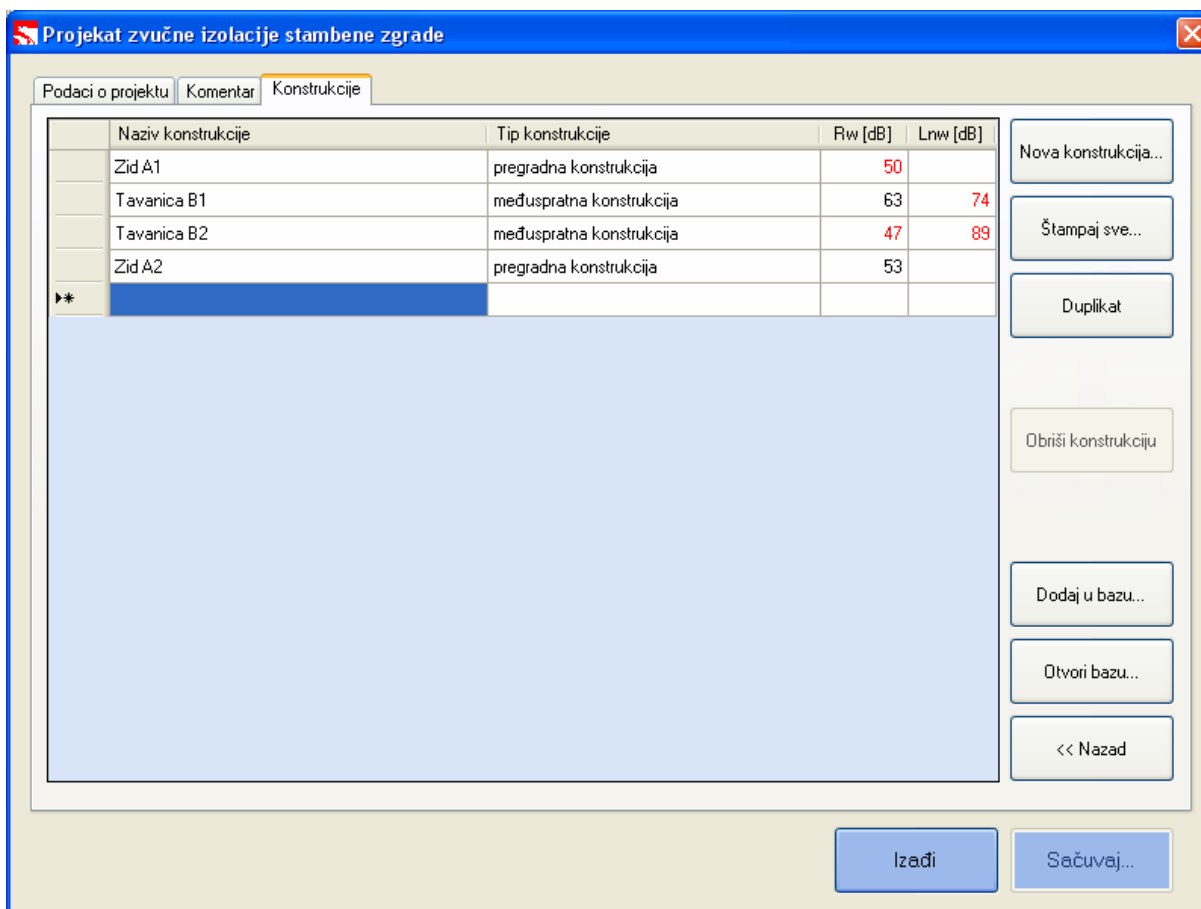 Projekat zvučne izolacije stambene zgrade
Podaci o projektu Komentar Konstrukcije
Naziv konstrukcije Tip konstrukcije Rw [dB] Lnw [dB]
Zid A1 pregradna konstrukcija 50
Tavanica B1 međuspratna konstrukcija 63 74
Tavanica B2 međuspratna konstrukcija 47 89
Zid A2 pregradna konstrukcija 53
Nova konstrukcija...
Štampaj sve...
Duplikat
Obriši konstrukciju
Dodaj u bazu...
Otvori bazu...
<< Nazad
Izađi Sačuvaj...